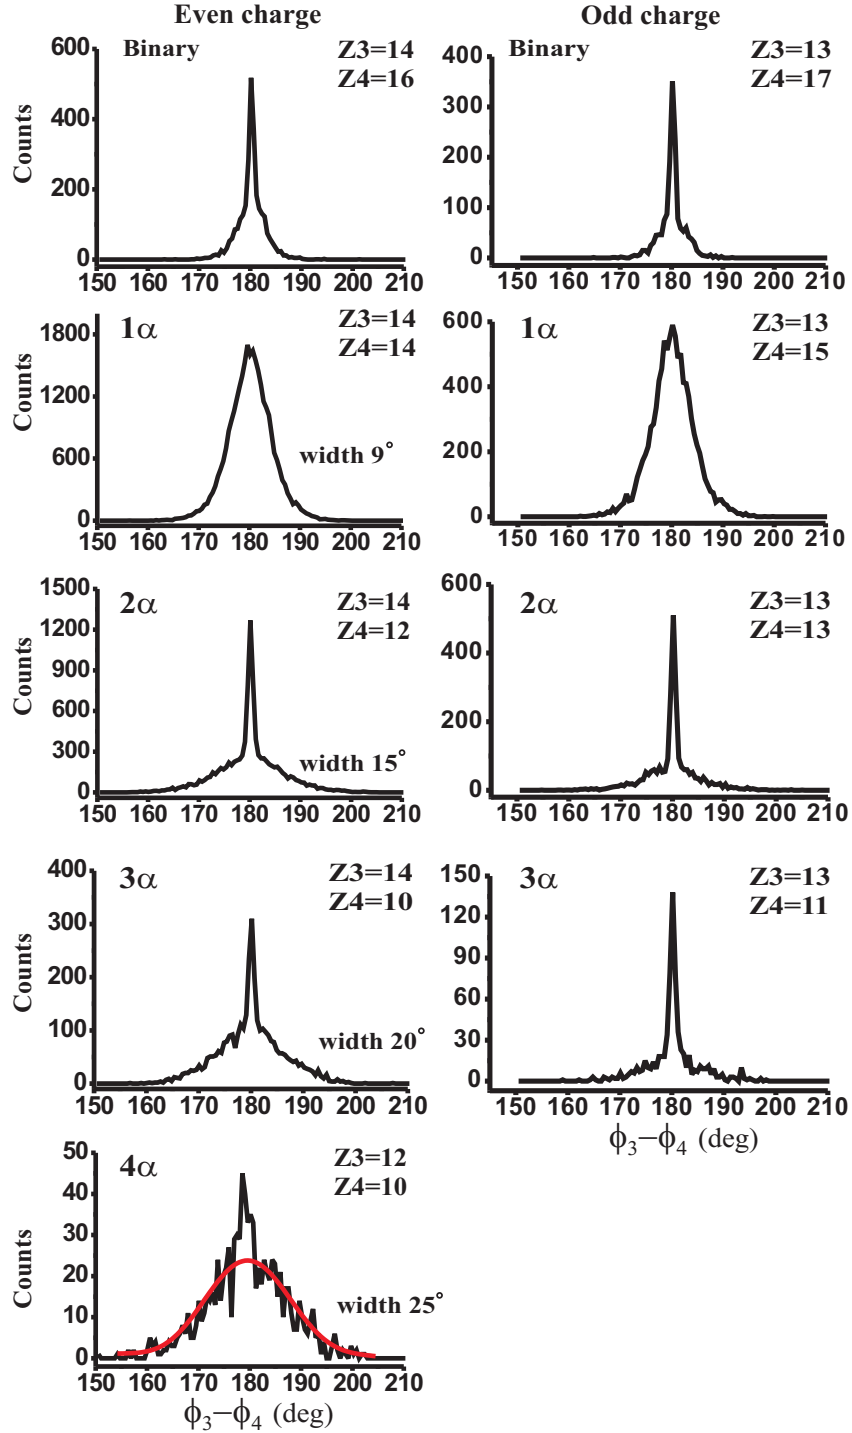 Even charge
Odd charge
Binary
Z3=14
Z4=16
Counts
600
400
200
0
150 160 170 180 190 200 210
Binary
Z3=13
Z4=17
400
300
200
100
0
150 160 170 180 190 200 210
1α
Z3=14
Z4=14
Counts
1800
1200
600
0
width 9°
150 160 170 180 190 200 210
1α
Z3=13
Z4=15
600
400
200
0
150 160 170 180 190 200 210
2α
Z3=14
Z4=12
Counts
1500
1200
900
600
300
0
width 15°
150 160 170 180 190 200 210
2α
Z3=13
Z4=13
600
400
200
0
150 160 170 180 190 200 210
3α
Z3=14
Z4=10
Counts
400
300
200
100
0
width 20°
150 160 170 180 190 200 210
3α
Z3=13
Z4=11
150
120
90
60
30
0
150 160 170 180 190 200 210
ϕ₃−ϕ₄ (deg)
4α
Z3=12
Z4=10
Counts
50
40
30
20
10
0
width 25°
150 160 170 180 190 200 210
ϕ₃−ϕ₄ (deg)